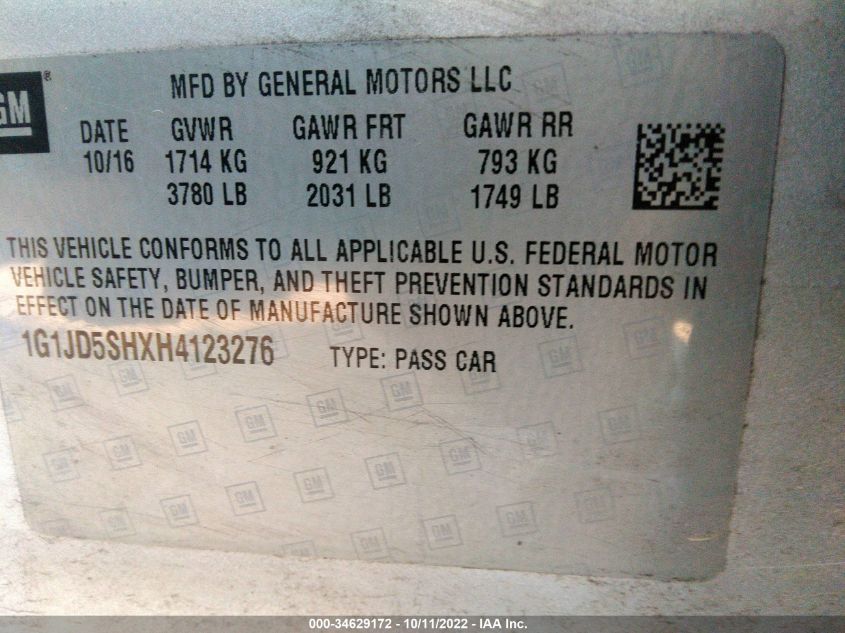 GM®
MFD BY GENERAL MOTORS LLC
DATE GVWR GAWR FRT GAWR RR
10/16 1714 KG 921 KG 793 KG
3780 LB 2031 LB 1749 LB
THIS VEHICLE CONFORMS TO ALL APPLICABLE U.S. FEDERAL MOTOR
VEHICLE SAFETY, BUMPER, AND THEFT PREVENTION STANDARDS IN
EFFECT ON THE DATE OF MANUFACTURE SHOWN ABOVE.
1G1JD5SHXH4123276 TYPE: PASS CAR
000-34629172 - 10/11/2022 - IAA Inc.